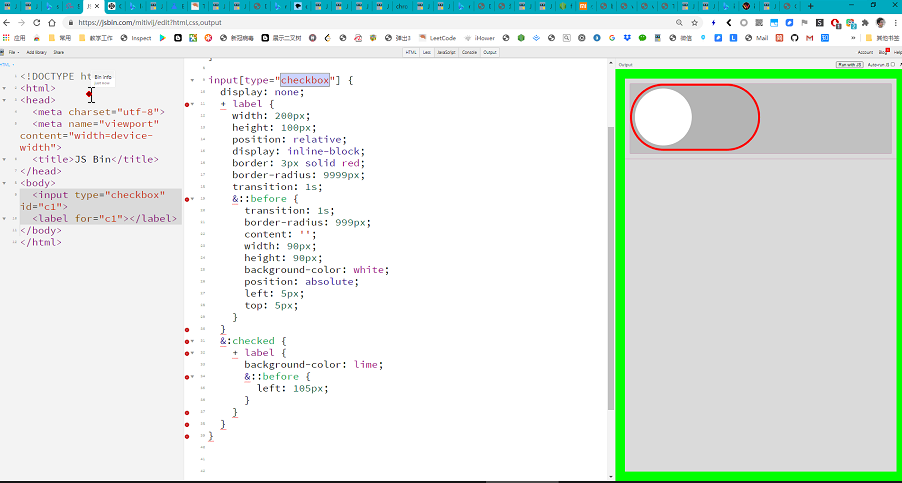 https://jsbin.com/mitivij/edit?html,css,output
应用
常用
教学工作
Inspect
新冠病毒
展示二叉树
LeetCode
iHower
微信
Mail
其他书签
File
Add library
Share
HTML
Less
JavaScript
Console
Output
Account
Blog
Help
Bin info
<!DOCTYPE ht
<html>
<head>
<meta charset="utf-8">
<meta name="viewport"
content="width=device-
width">
<title>JS Bin</title>
</head>
<body>
<input type="checkbox"
id="c1">
<label for="c1"></label>
</body>
</html>
input[type="checkbox"] {
display: none;
+ label {
width: 200px;
height: 100px;
position: relative;
display: inline-block;
border: 3px solid red;
border-radius: 9999px;
transition: 1s;
&::before {
transition: 1s;
border-radius: 999px;
content: '';
width: 90px;
height: 90px;
background-color: white;
position: absolute;
left: 5px;
top: 5px;
}
}
&:checked {
+ label {
background-color: lime;
&::before {
left: 105px;
}
}
}
}
Output
Run with JS
Auto-run JS